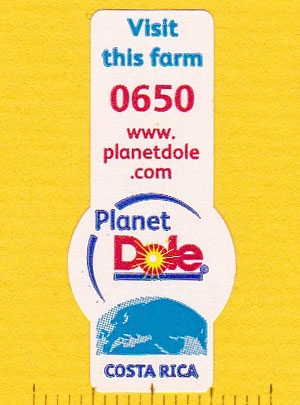 Visit
this farm
0650
www.
planetdole
.com
Planet
Dole®
COSTA RICA